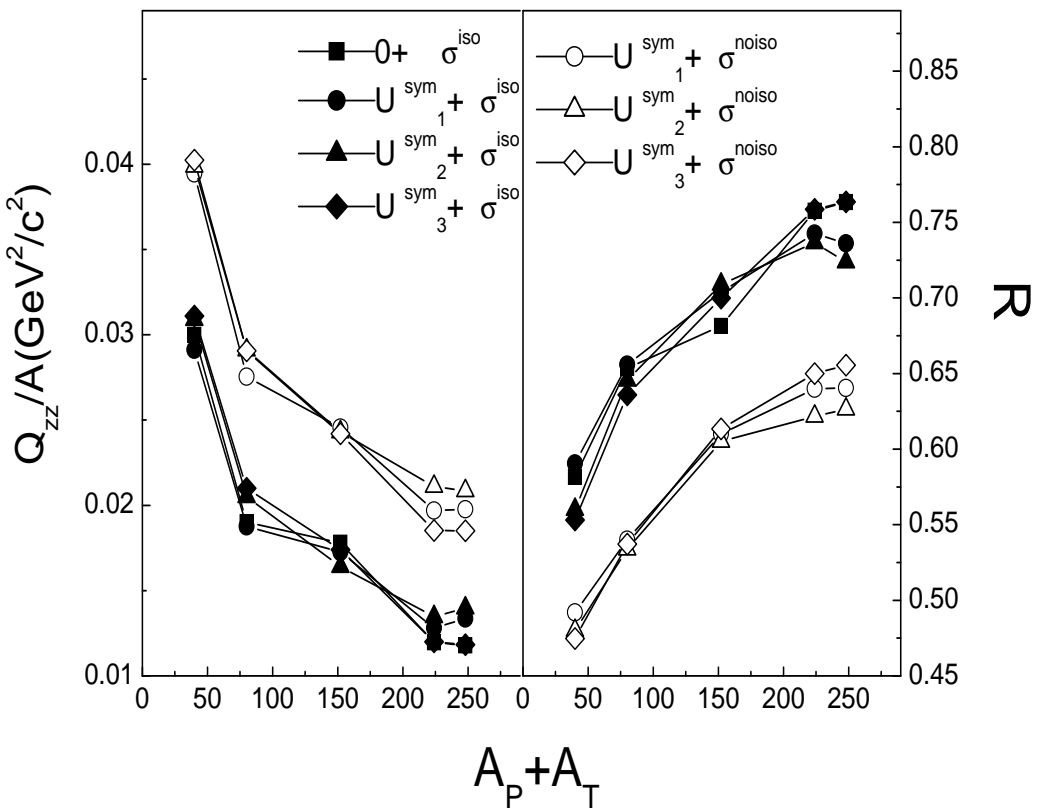 0+ σ^iso
U^sym_1+ σ^iso
U^sym_2+ σ^iso
U^sym_3+ σ^iso
U^sym_1+ σ^noiso
U^sym_2+ σ^noiso
U^sym_3+ σ^noiso
Q_zz/A(GeV^2/c^2)
0.04
0.03
0.02
0.01
0 50 100 150 200 250
0 50 100 150 200 250
0.85
0.80
0.75
0.70
0.65
0.60
0.55
0.50
0.45
R
A_P+A_T